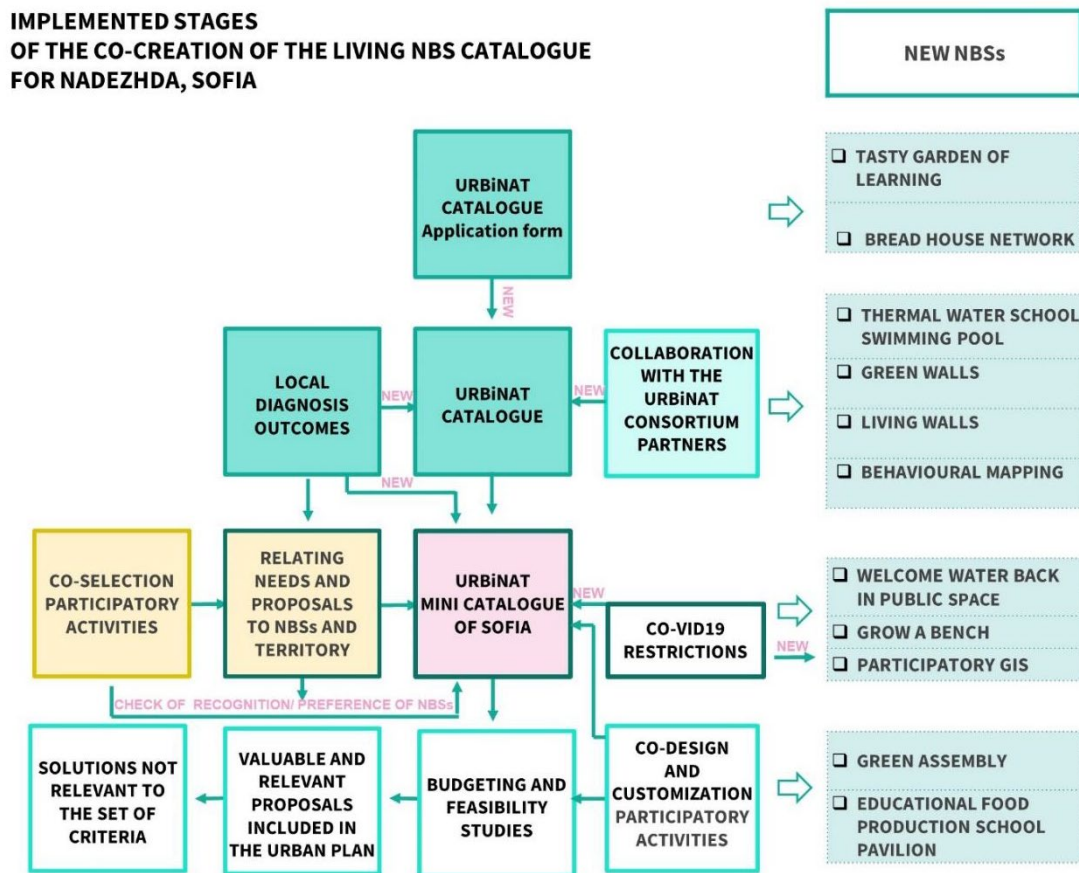 IMPLEMENTED STAGES
OF THE CO-CREATION OF THE LIVING NBS CATALOGUE
FOR NADEZHDA, SOFIA
NEW NBSs
URBiNAT
CATALOGUE
Application form
❑ TASTY GARDEN OF
LEARNING
❑ BREAD HOUSE NETWORK
NEW
LOCAL
DIAGNOSIS
OUTCOMES
NEW
URBiNAT
CATALOGUE
NEW
COLLABORATION
WITH THE
URBiNAT
CONSORTIUM
PARTNERS
❑ THERMAL WATER SCHOOL
SWIMMING POOL
❑ GREEN WALLS
❑ LIVING WALLS
❑ BEHAVIOURAL MAPPING
NEW
CO-SELECTION
PARTICIPATORY
ACTIVITIES
RELATING
NEEDS AND
PROPOSALS
TO NBSs AND
TERRITORY
URBiNAT
MINI CATALOGUE
OF SOFIA
NEW
CO-VID19
RESTRICTIONS
NEW
❑ WELCOME WATER BACK
IN PUBLIC SPACE
❑ GROW A BENCH
❑ PARTICIPATORY GIS
CHECK OF RECOGNITION/ PREFERENCE OF NBSs
SOLUTIONS NOT
RELEVANT TO
THE SET OF
CRITERIA
VALUABLE AND
RELEVANT
PROPOSALS
INCLUDED IN
THE URBAN PLAN
BUDGETING AND
FEASIBILITY
STUDIES
CO-DESIGN
AND
CUSTOMIZATION
PARTICIPATORY
ACTIVITIES
❑ GREEN ASSEMBLY
❑ EDUCATIONAL FOOD
PRODUCTION SCHOOL
PAVILION